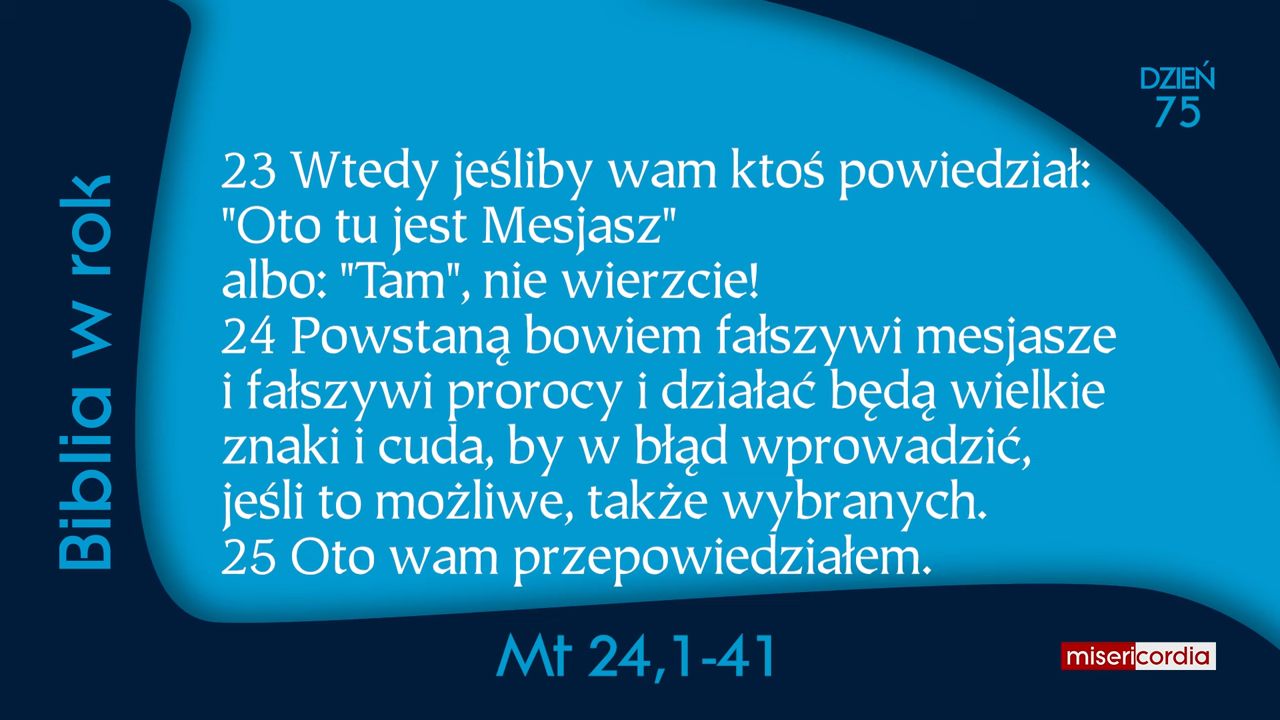 DZIEŃ
75
Biblia w rok
23 Wtedy jeśliby wam ktoś powiedział:
"Oto tu jest Mesjasz"
albo: "Tam", nie wierzcie!
24 Powstaną bowiem fałszywi mesjasze
i fałszywi prorocy i działać będą wielkie
znaki i cuda, by w błąd wprowadzić,
jeśli to możliwe, także wybranych.
25 Oto wam przepowiedziałem.
Mt 24,1-41
misericordia